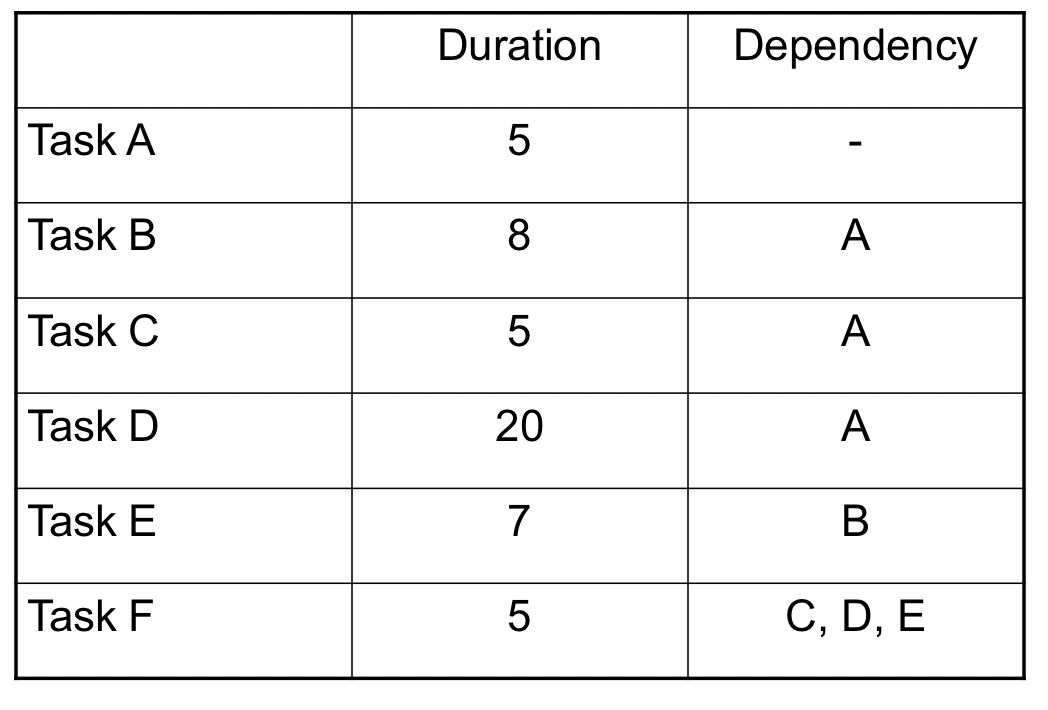 Duration Dependency
Task A 5 -
Task B 8 A
Task C 5 A
Task D 20 A
Task E 7 B
Task F 5 C, D, E